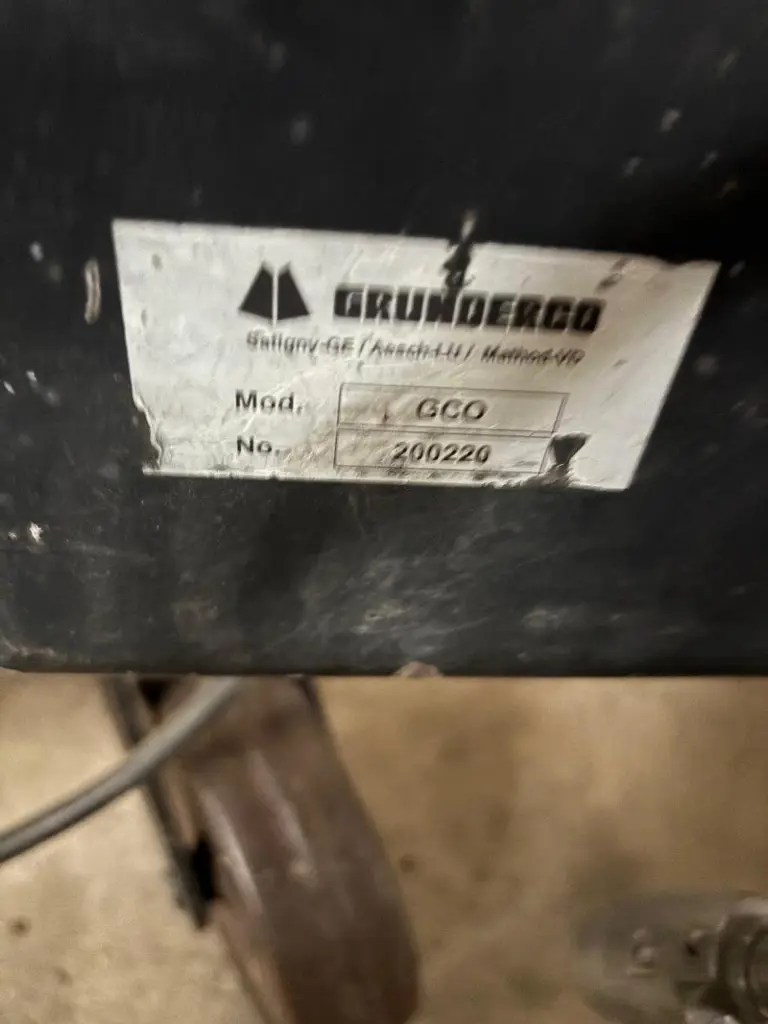 GRUNDERCO
Satigny-GE / Aesch-LU / Mathod-VD
Mod. GCO
No. 200220